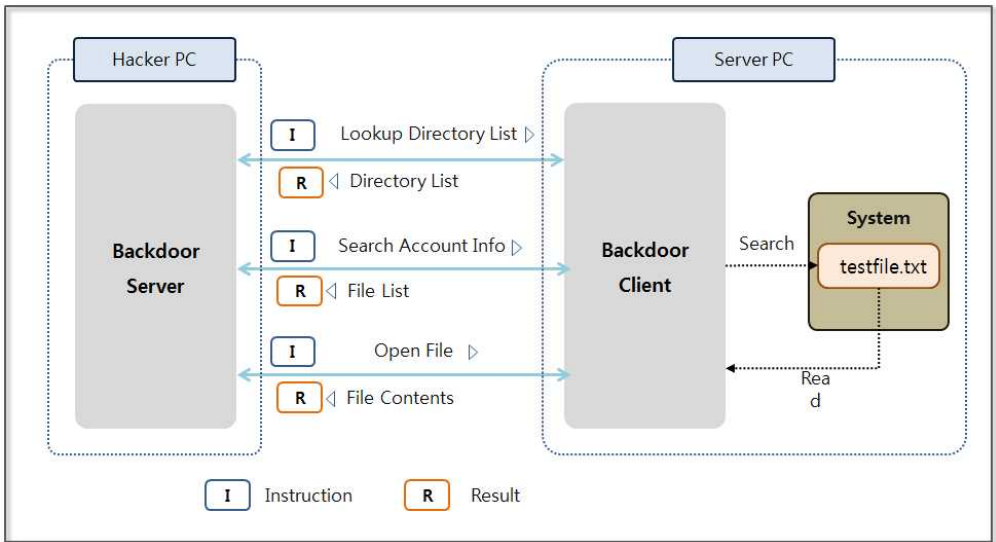 Hacker PC
Server PC
I Lookup Directory List
R Directory List
I Search Account Info
R File List
I Open File
R File Contents
Backdoor
Server
Backdoor
Client
Search
System
testfile.txt
Rea
d
I Instruction
R Result